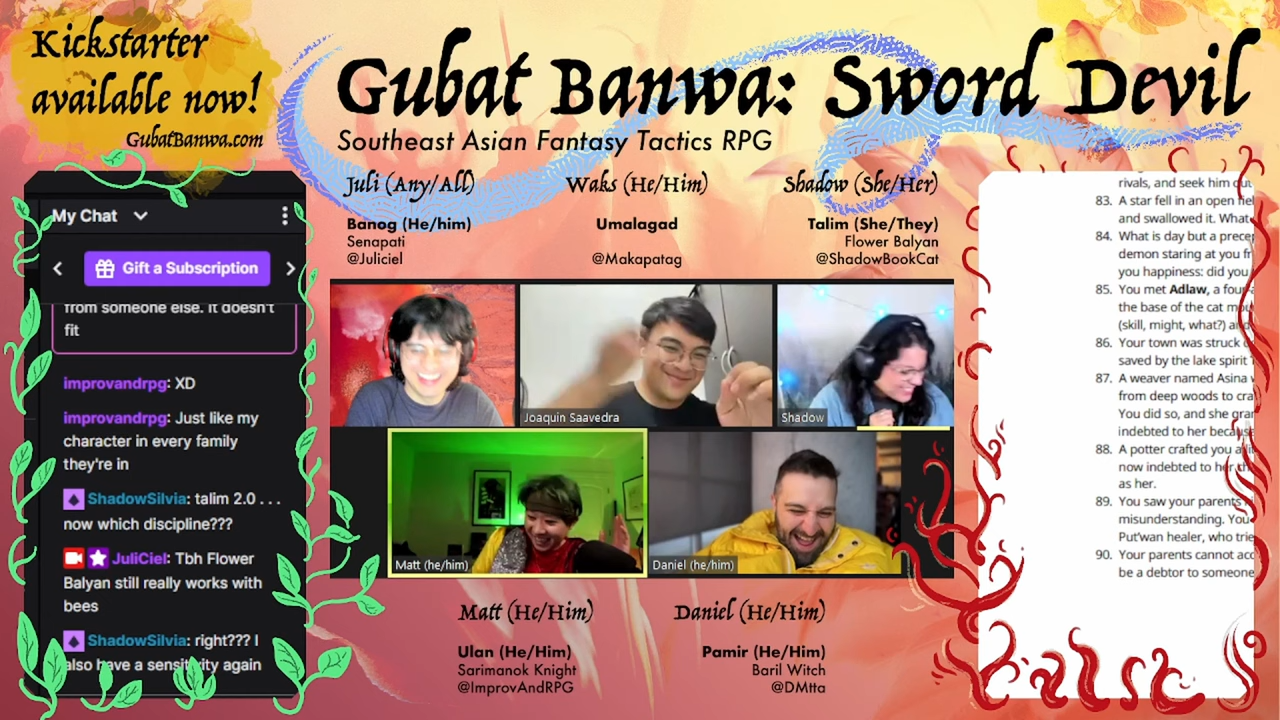 Kickstarter
available now!
GubatBanwa.com
Gubat Banwa: Sword Devil
Southeast Asian Fantasy Tactics RPG
Juli (Any/All)
Banog (He/him)
Senapati
@Juliciel
Waks (He/Him)
Umalagad
@Makapatag
Shadow (She/Her)
Talim (She/They)
Flower Balyan
@ShadowBookCat
My Chat
Gift a Subscription
from someone else. It doesn't
fit
improvandrpg: XD
improvandrpg: Just like my
character in every family
they're in
ShadowSilvia: talim 2.0 . . .
now which discipline???
JuliCiel: Tbh Flower
Balyan still really works with
bees
ShadowSilvia: right??? I
also have a sensitivity again
Joaquin Saavedra
Shadow
Matt (he/him)
Daniel (he/him)
Matt (He/Him)
Ulan (He/Him)
Sarimanok Knight
@ImprovAndRPG
Daniel (He/Him)
Pamir (He/Him)
Baril Witch
@DMtta
rivals, and seek him out
83. A star fell in an open
and swallowed it. What
84. What is day but a
demon staring at you
you happiness: did you
85. You met Adlaw, a
the base of the cat
(skill, might, what?)
86. Your town was struck
saved by the lake spirit
87. A weaver named Asina
from deep woods to
You did so, and she
indebted to her because
88. A potter crafted you
now indebted to her,
as her.
89. You saw your parents
misunderstanding. You
Put'wan healer, who
90. Your parents cannot
be a debtor to someone